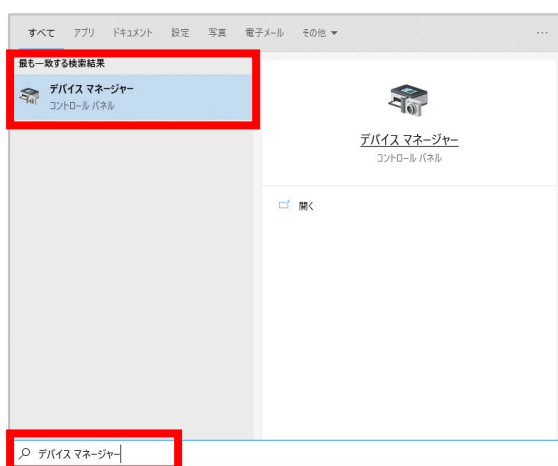 すべて アプリ ドキュメント 設定 写真 電子メール その他 ▼ ...
最も一致する検索結果
デバイス マネージャー
コントロール パネル
デバイス マネージャー
コントロール パネル
開く
デバイス マネージャー